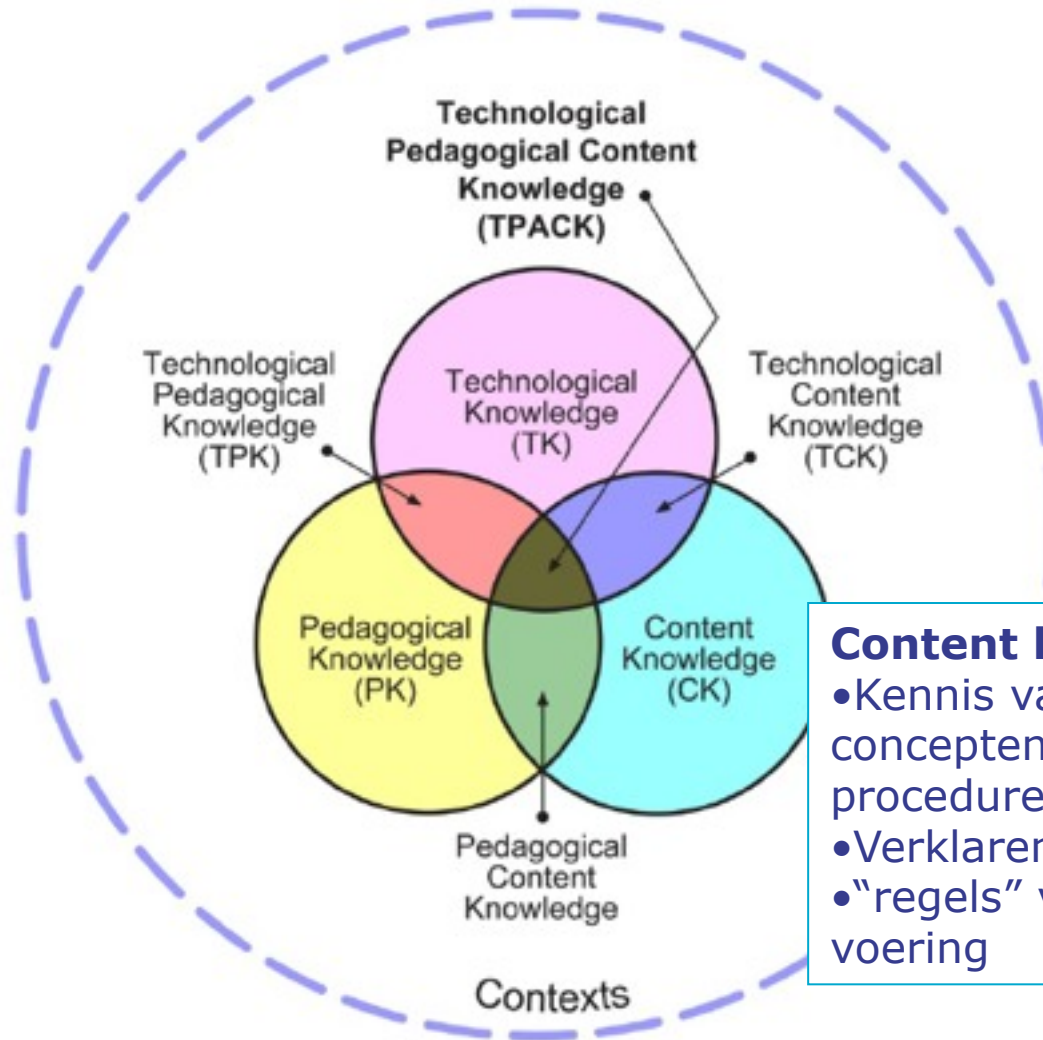 Technological
Pedagogical Content
Knowledge
(TPACK)
Technological
Pedagogical
Knowledge
(TPK)
Technological
Knowledge
(TK)
Technological
Content
Knowledge
(TCK)
Pedagogical
Knowledge
(PK)
Content
Knowledge
(CK)
Pedagogical
Content
Knowledge
Contexts
Content
•Kennis
concepten
procedure
•Verklaren
•“regels”
voering